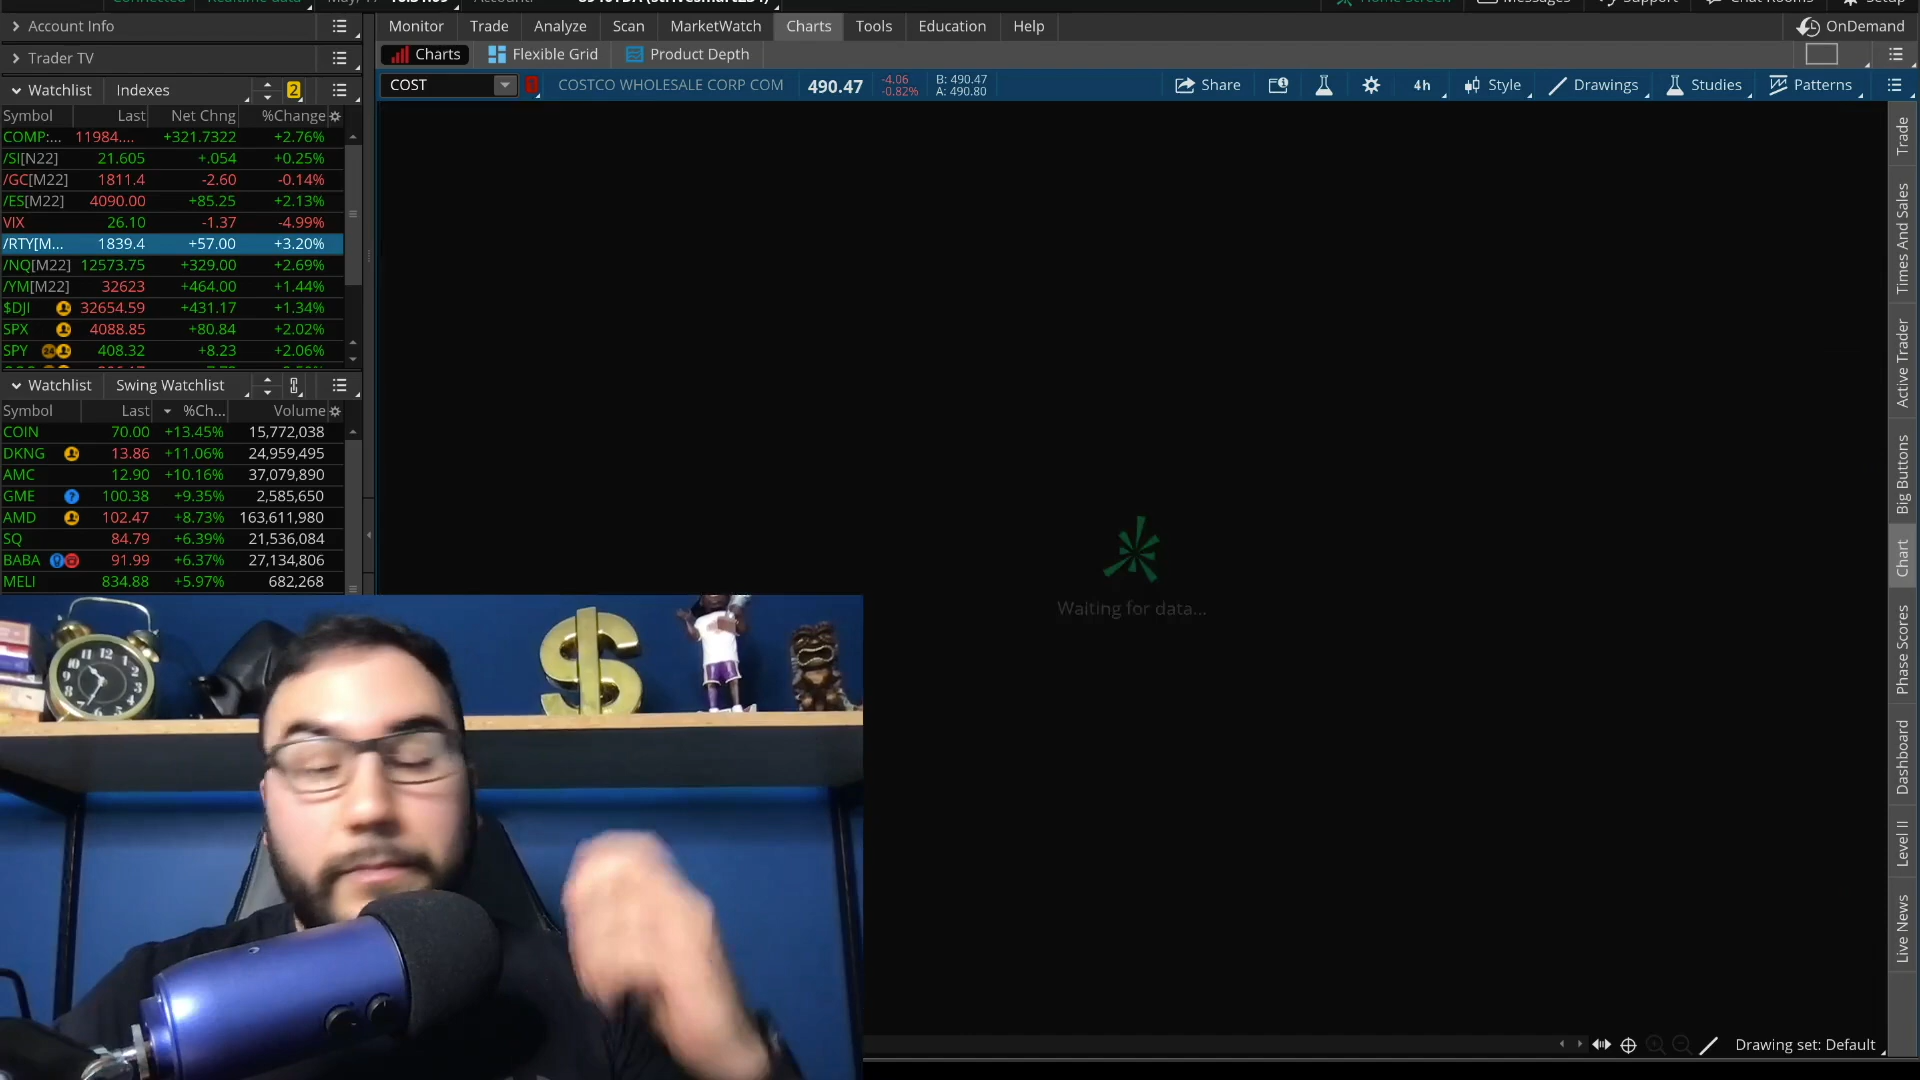 Account Info
Trader TV
Monitor Trade Analyze Scan MarketWatch Charts Tools Education Help OnDemand
Charts Flexible Grid Product Depth
COST COSTCO WHOLESALE CORP COM 490.47 -4.06 -0.82% B: 490.47 A: 490.80 Share 4h Style Drawings Studies Patterns
Watchlist Indexes 2
Symbol Last Net Chng %Change
COMP:... 11984.... +321.7322 +2.76%
/SI[N22] 21.605 +.054 +0.25%
/GC[M22] 1811.4 -2.60 -0.14%
/ES[M22] 4090.00 +85.25 +2.13%
VIX 26.10 -1.37 -4.99%
/RTY[M... 1839.4 +57.00 +3.20%
/NQ[M22] 12573.75 +329.00 +2.69%
/YM[M22] 32623 +464.00 +1.44%
$DJI 32654.59 +431.17 +1.34%
SPX 4088.85 +80.84 +2.02%
SPY 24 408.32 +8.23 +2.06%
Watchlist Swing Watchlist
Symbol Last %Ch... Volume
COIN 70.00 +13.45% 15,772,038
DKNG 13.86 +11.06% 24,959,495
AMC 12.90 +10.16% 37,079,890
GME ? 100.38 +9.35% 2,585,650
AMD 102.47 +8.73% 163,611,980
SQ 84.79 +6.39% 21,536,084
BABA 91.99 +6.37% 27,134,806
MELI 834.88 +5.97% 682,268
Waiting for data...
Trade
Times And Sales
Active Trader
Big Buttons
Chart
Phase Scores
Dashboard
Level II
Live News
Drawing set: Default